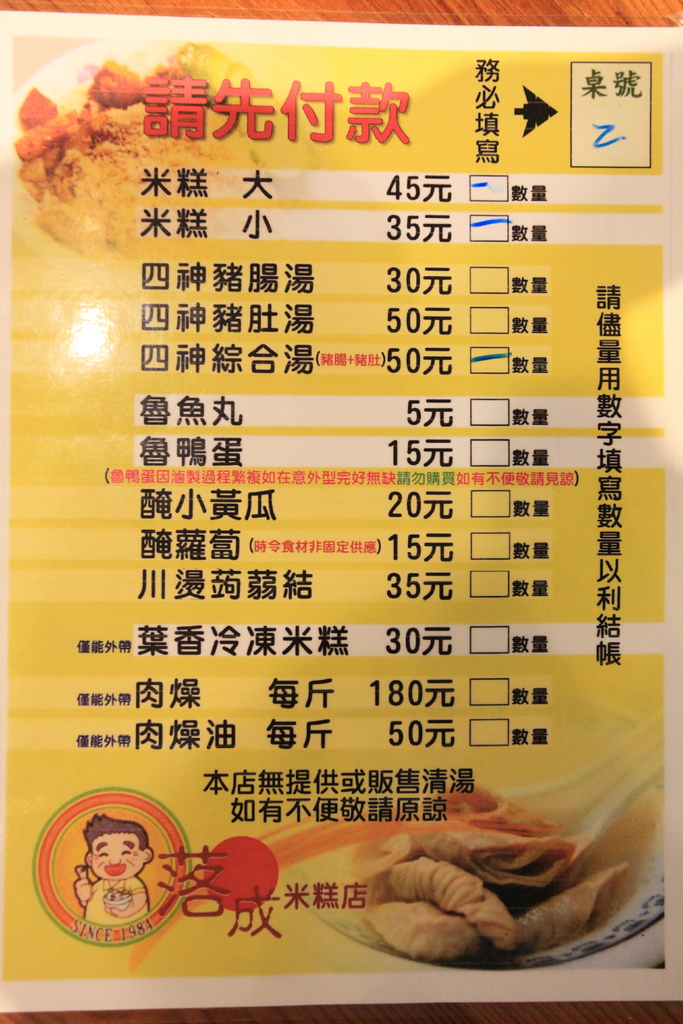 請先付款
務必填寫
桌號
2
米糕 大 45元 一 數量
米糕 小 35元 一 數量
四神豬腸湯 30元 數量
四神豬肚湯 50元 數量
四神綜合湯(豬腸+豬肚)50元 一 數量
魯魚丸 5元 數量
魯鴨蛋 15元 數量
(魯鴨蛋因滷製過程繁複如在意外型完好無缺請勿購買如有不便敬請見諒)
醃小黃瓜 20元 數量
醃蘿蔔(時令食材非固定供應)15元 數量
川燙蒟蒻結 35元 數量
僅能外帶 葉香冷凍米糕 30元 數量
僅能外帶 肉燥 每斤 180元 數量
僅能外帶 肉燥油 每斤 50元 數量
請儘量用數字填寫數量以利結帳
本店無提供或販售清湯
如有不便敬請原諒
落成米糕店
SINCE 1984